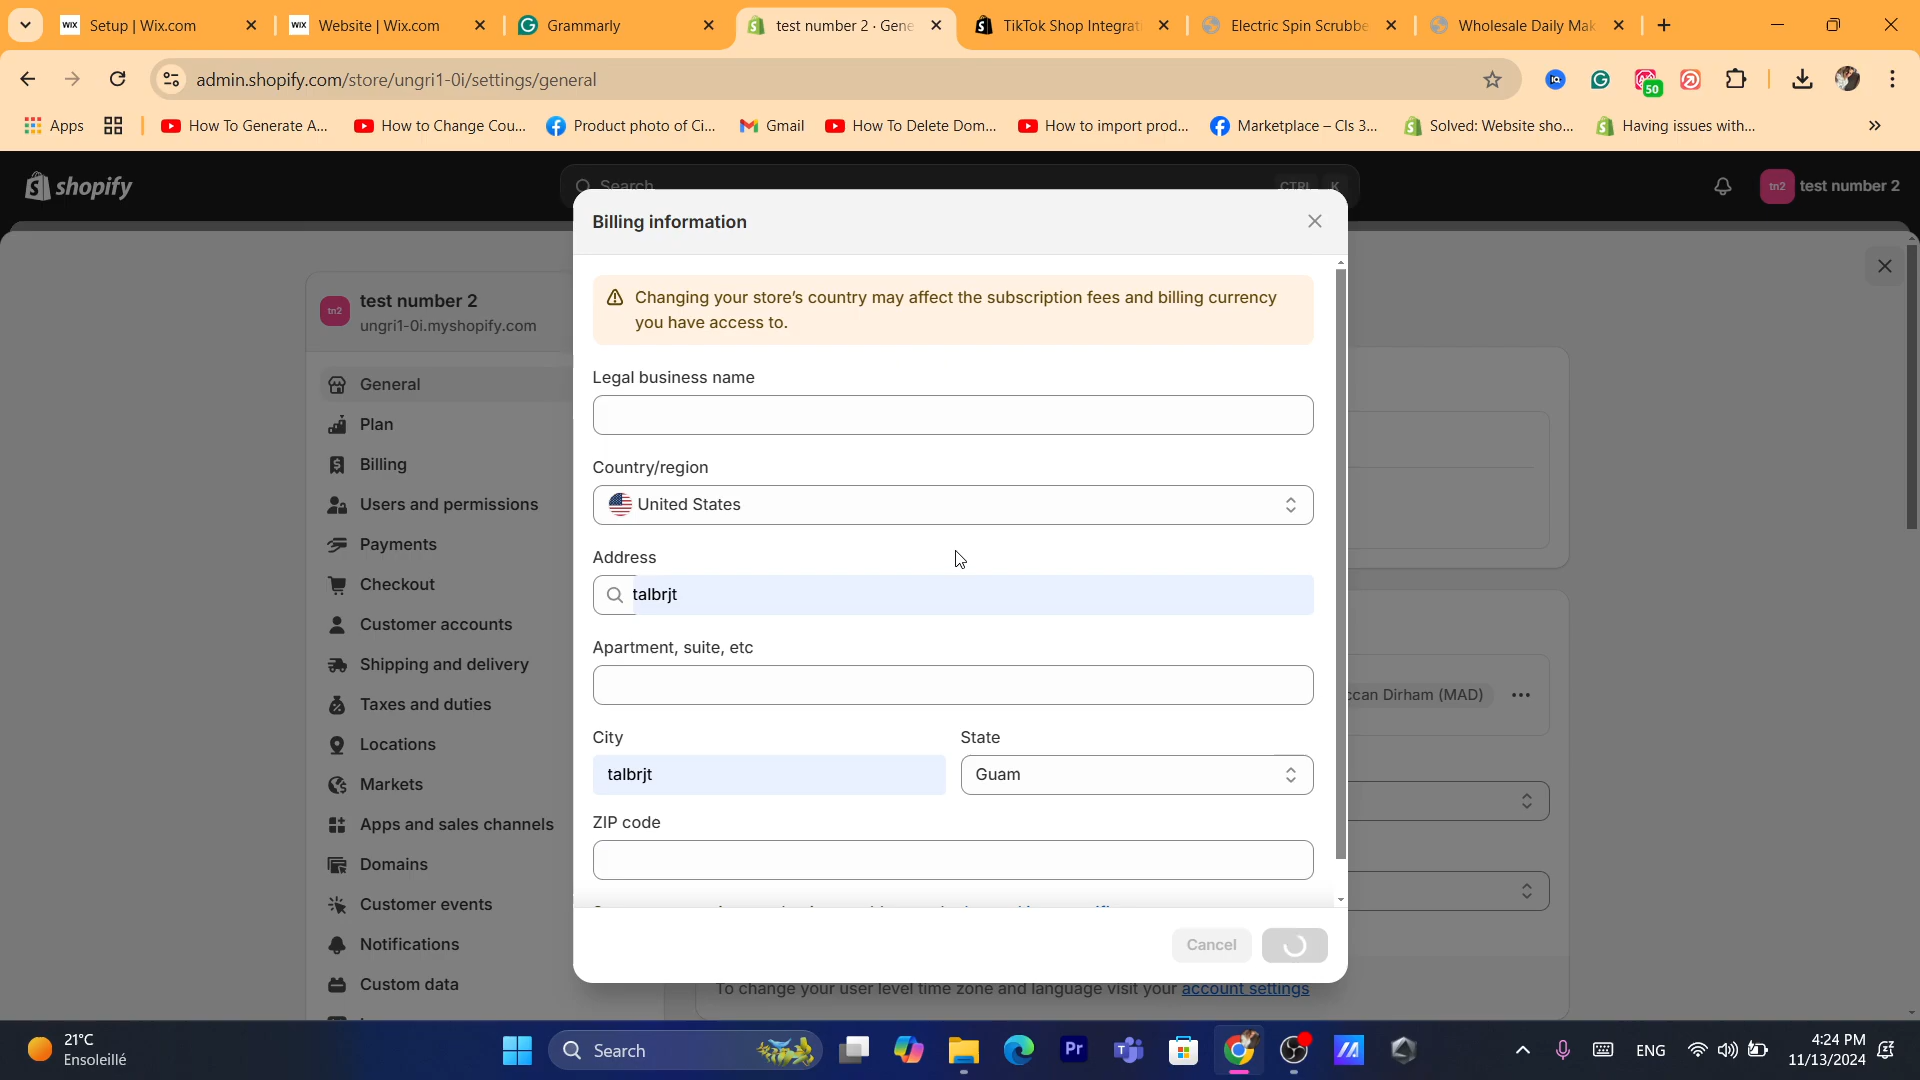 Setup | Wix.com
Website | Wix.com
Grammarly
test number 2 · Gene
TikTok Shop Integrat
Electric Spin Scrubbe
Wholesale Daily Mak
admin.shopify.com/store/ungri1-0i/settings/general
50
Apps
How To Generate A...
How to Change Cou...
Product photo of Ci...
Gmail
How To Delete Dom...
How to import prod...
Marketplace – Cls 3...
Solved: Website sho...
Having issues with...
shopify
Search
CTRL K
tn2
test number 2
Billing information
Changing your store's country may affect the subscription fees and billing currency
you have access to.
Legal business name
Country/region
United States
Address
talbrjt
Apartment, suite, etc
City
talbrjt
State
Guam
ZIP code
Cancel
tn2
test number 2
ungri1-0i.myshopify.com
General
Plan
Billing
Users and permissions
Payments
Checkout
Customer accounts
Shipping and delivery
Taxes and duties
Locations
Markets
Apps and sales channels
Domains
Customer events
Notifications
Custom data
ccan Dirham (MAD)
To change your user level time zone and language visit your account settings
21°C
Ensoleillé
Search
Pr
ENG
4:24 PM
11/13/2024